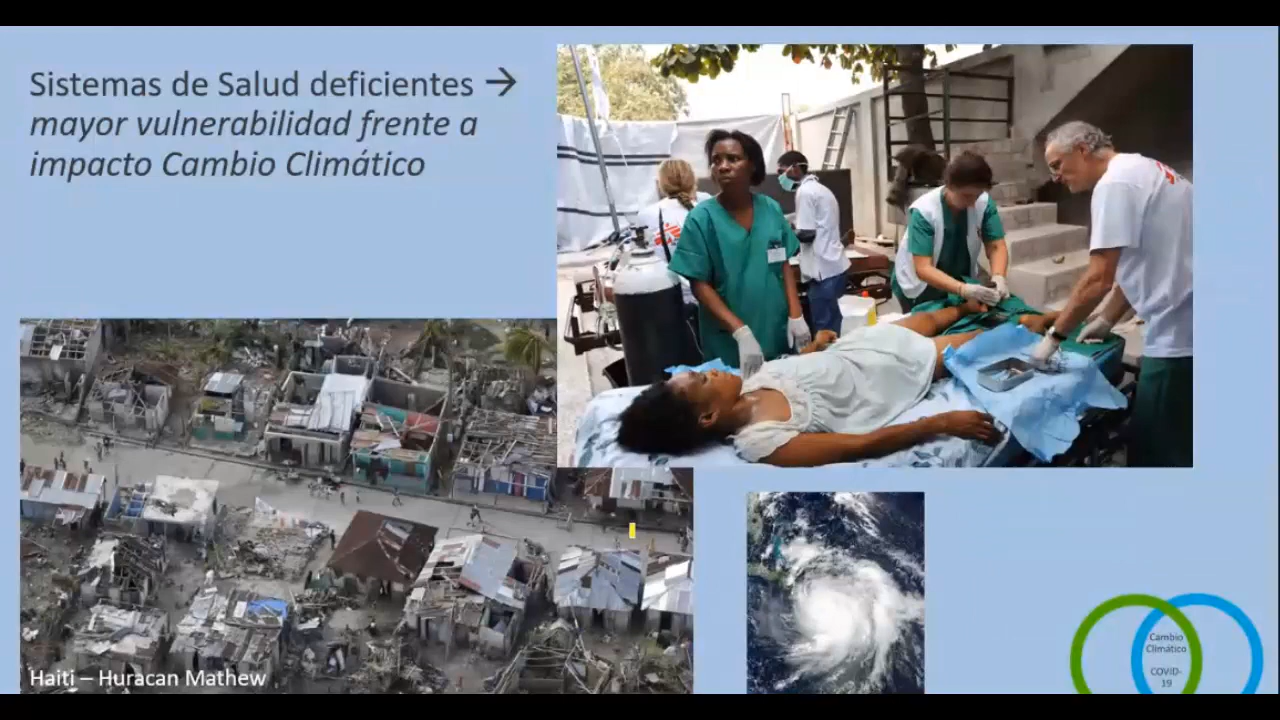 Sistemas de Salud deficientes →
mayor vulnerabilidad frente a
impacto Cambio Climático
Haiti – Huracan Mathew
Cambio
Climático
COVID-
19